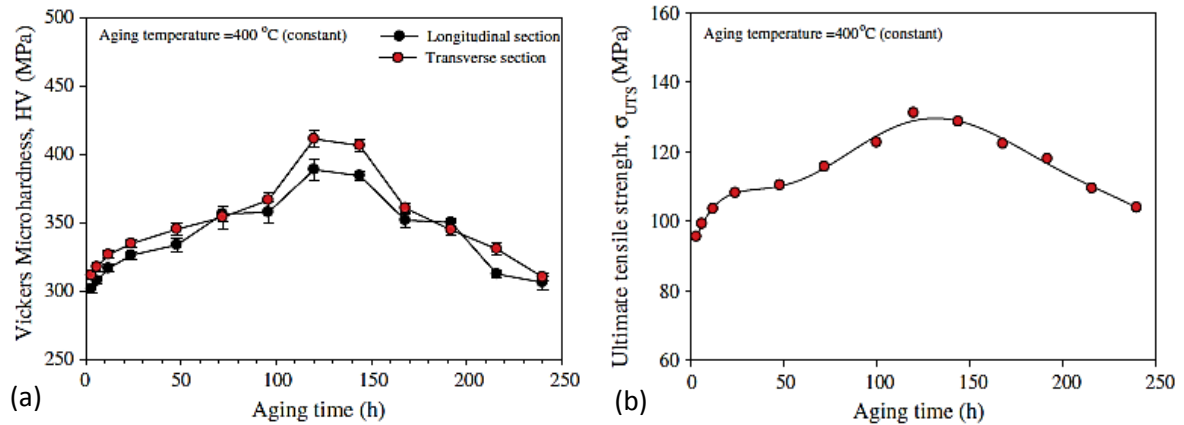 Vickers Microhardness, HV (MPa)
500
450
400
350
300
250
Aging temperature =400 °C (constant)
Longitudinal section
Transverse section
0
50
100
150
200
250
Aging time (h)
(a)
Ultimate tensile strenght, σUTS (MPa)
160
140
120
100
80
60
Aging temperature =400°C (constant)
0
50
100
150
200
250
Aging time (h)
(b)